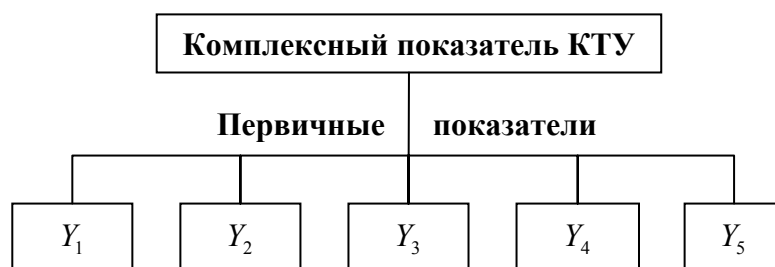 Комплексный показатель КТУ
Первичные показатели
Y₁ Y₂ Y₃ Y₄ Y₅